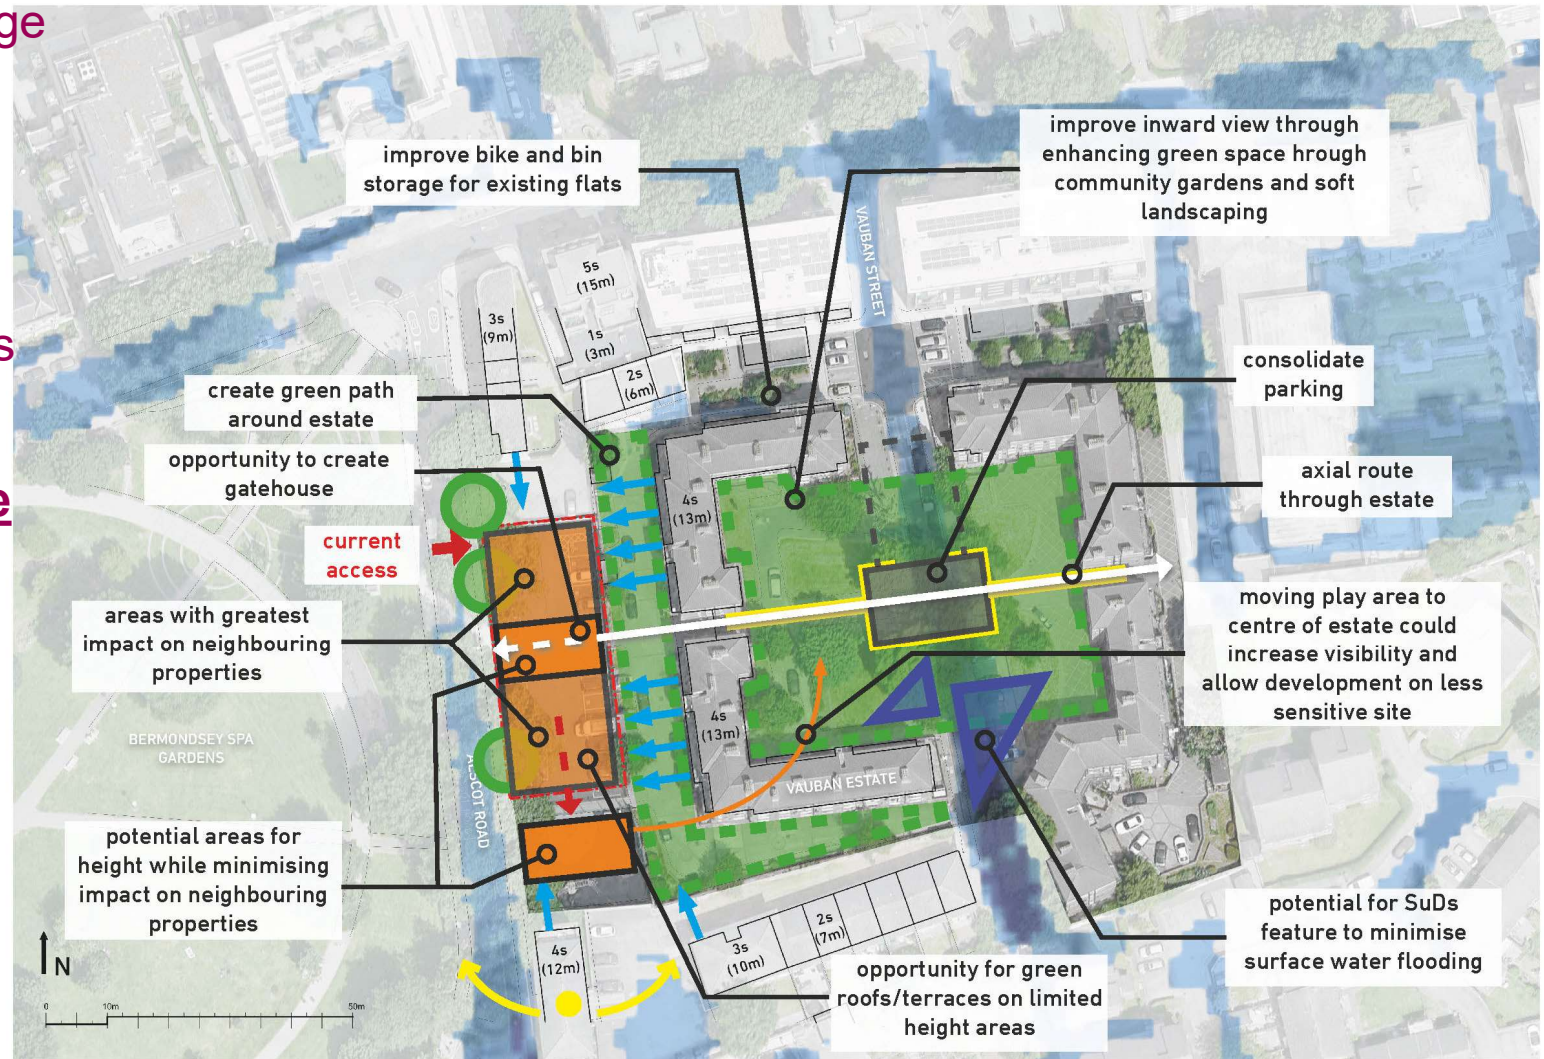 ge
s
e
improve bike and bin
storage for existing flats
improve inward view through
enhancing green space hrough
community gardens and soft
landscaping
VAUBAN STREET
5s
(15m)
3s
(9m)
1s
(3m)
2s
(6m)
consolidate
parking
create green path
around estate
opportunity to create
gatehouse
axial route
through estate
4s
(13m)
current
access
areas with greatest
impact on neighbouring
properties
moving play area to
centre of estate could
increase visibility and
allow development on less
sensitive site
4s
(13m)
BERMONDSEY SPA
GARDENS
VAUBAN ESTATE
potential areas for
height while minimising
impact on neighbouring
properties
potential for SuDs
feature to minimise
surface water flooding
2s
(7m)
3s
(10m)
4s
(12m)
opportunity for green
roofs/terraces on limited
height areas
N
0 10m 50m
SCOT ROAD